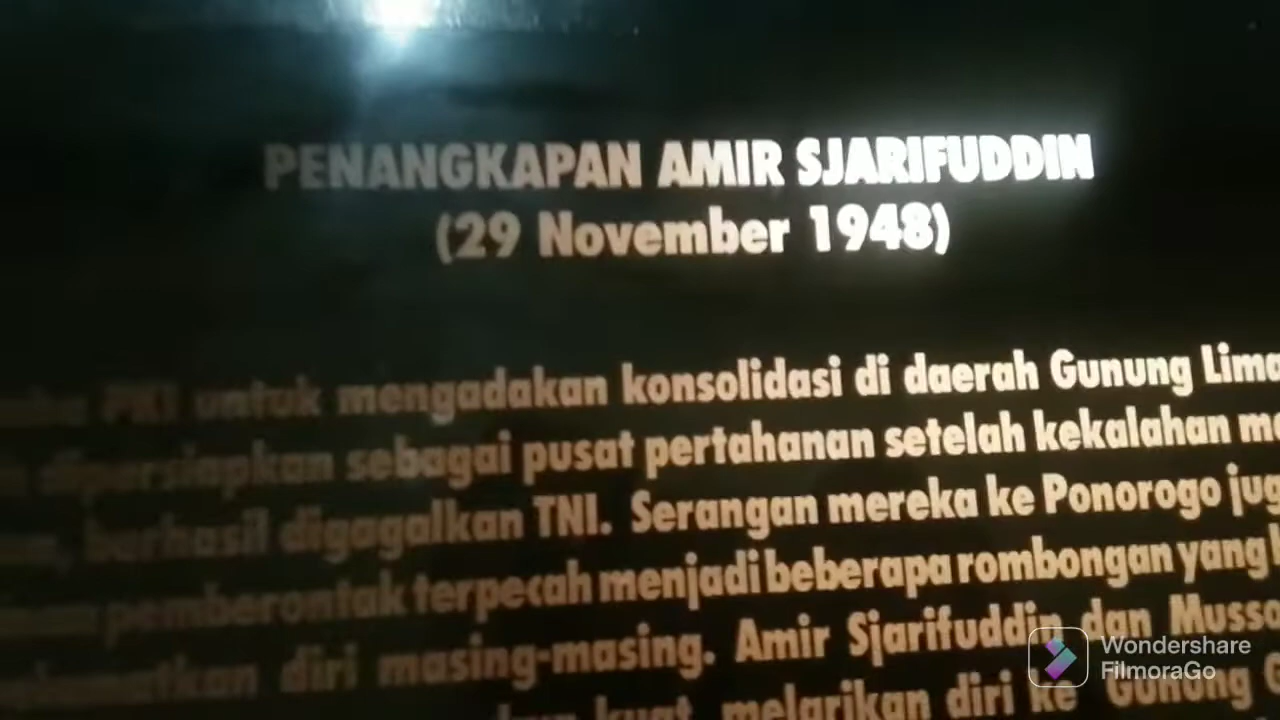 PENANGKAPAN AMIR SJARIFUDDIN
(29 November 1948)
PKI untuk mengadakan konsolidasi di daerah Gunung
dipersiapkan sebagai pusat pertahanan setelah kekalahan
berhasil digagalkan TNI. Serangan mereka ke Ponorogo
pemberontak terpecah menjadi beberapa rombongan yang
diri masing-masing. Amir Sjarifuddin dan
kuat, melarikan diri ke Gunung
Wondershare
FilmoraGo